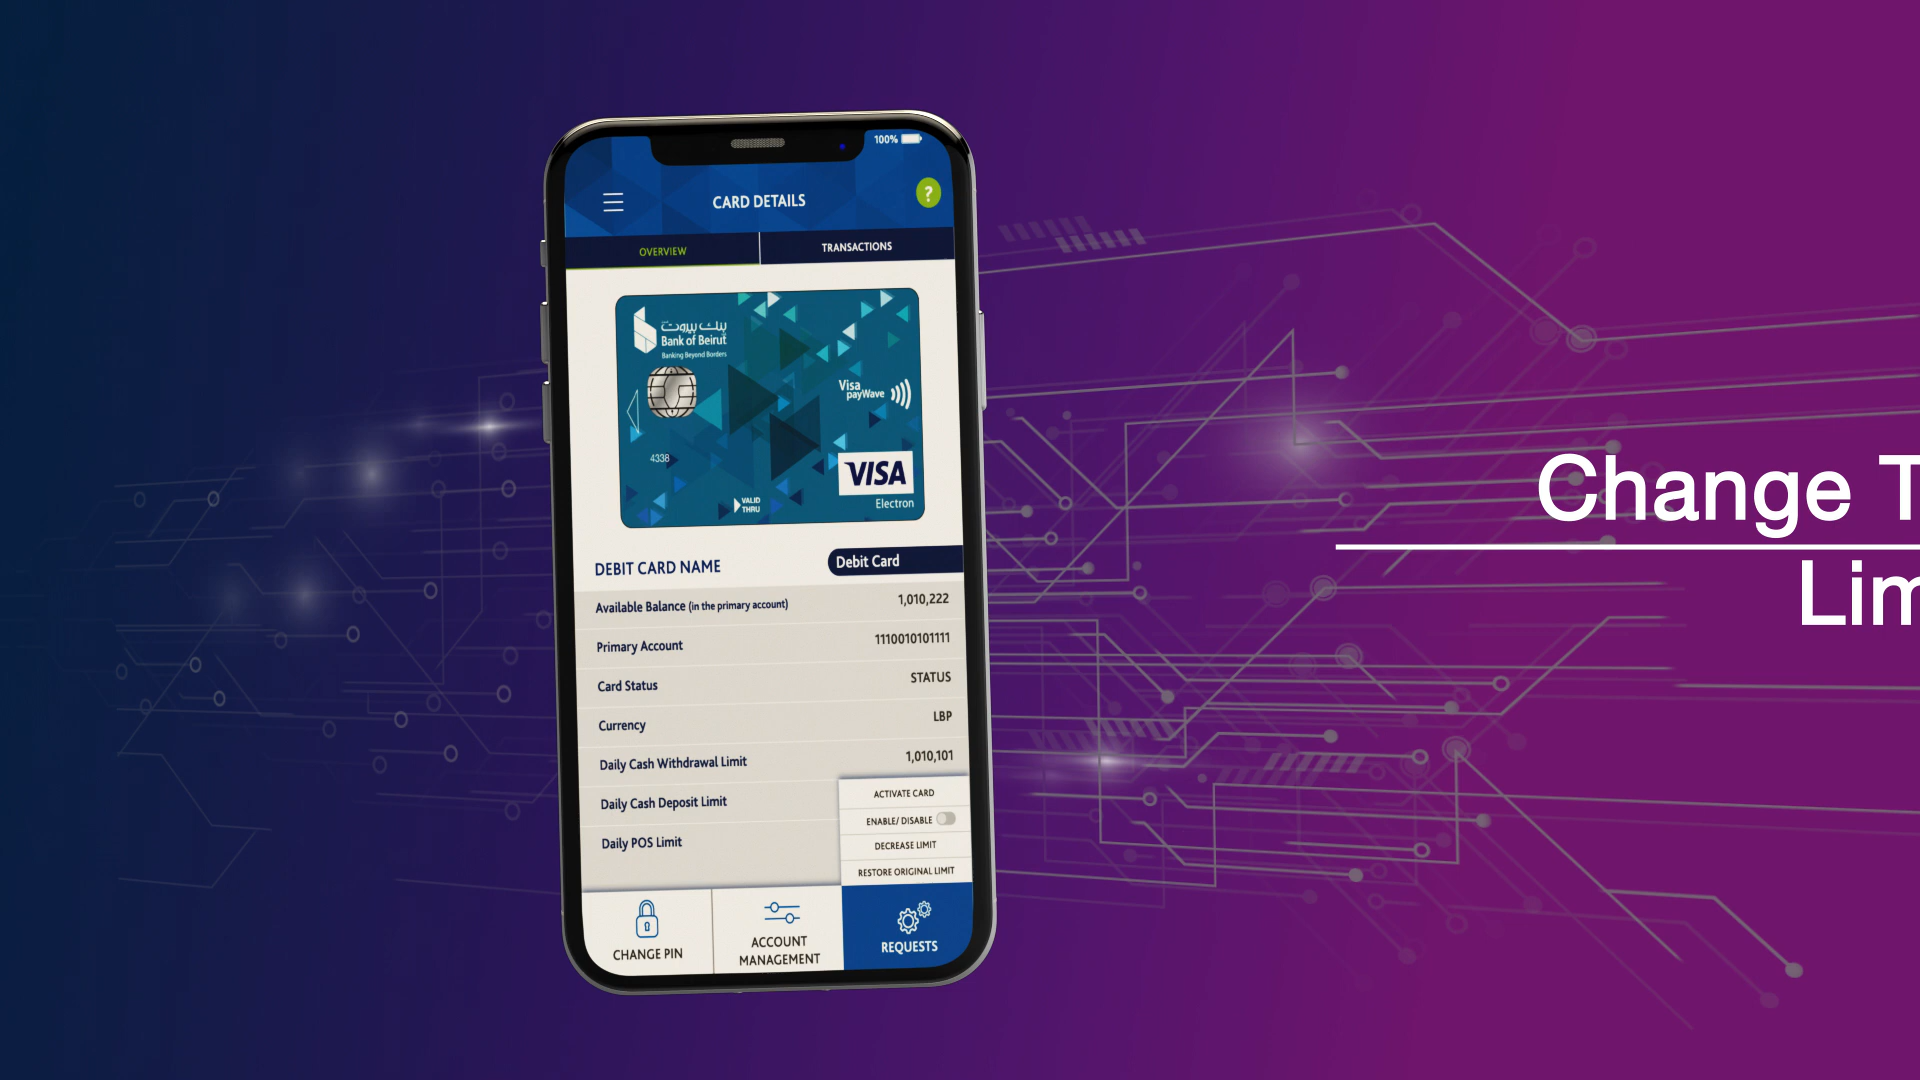 100%
CARD DETAILS
?
OVERVIEW
TRANSACTIONS
بنك بيروت
Bank of Beirut
Banking Beyond Borders
Visa
payWave
4338
VISA
Electron
VALID
THRU
DEBIT CARD NAME
Debit Card
Available Balance (in the primary account) 1,010,222
Primary Account 1110010101111
Card Status STATUS
Currency LBP
Daily Cash Withdrawal Limit 1,010,101
Daily Cash Deposit Limit
Daily POS Limit
ACTIVATE CARD
ENABLE/ DISABLE
DECREASE LIMIT
RESTORE ORIGINAL LIMIT
CHANGE PIN
ACCOUNT
MANAGEMENT
REQUESTS
Change T
Lim